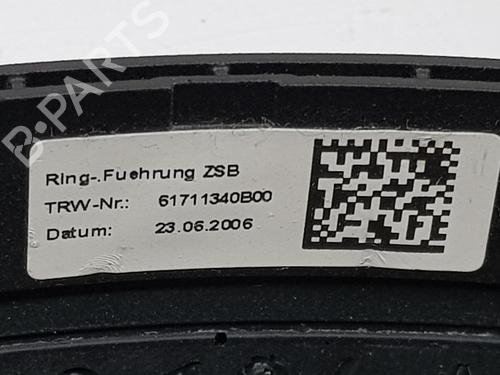 B-PARTS
Ring-.Fuehrung ZSB
TRW-Nr.: 61711340B00
Datum: 23.06.2006